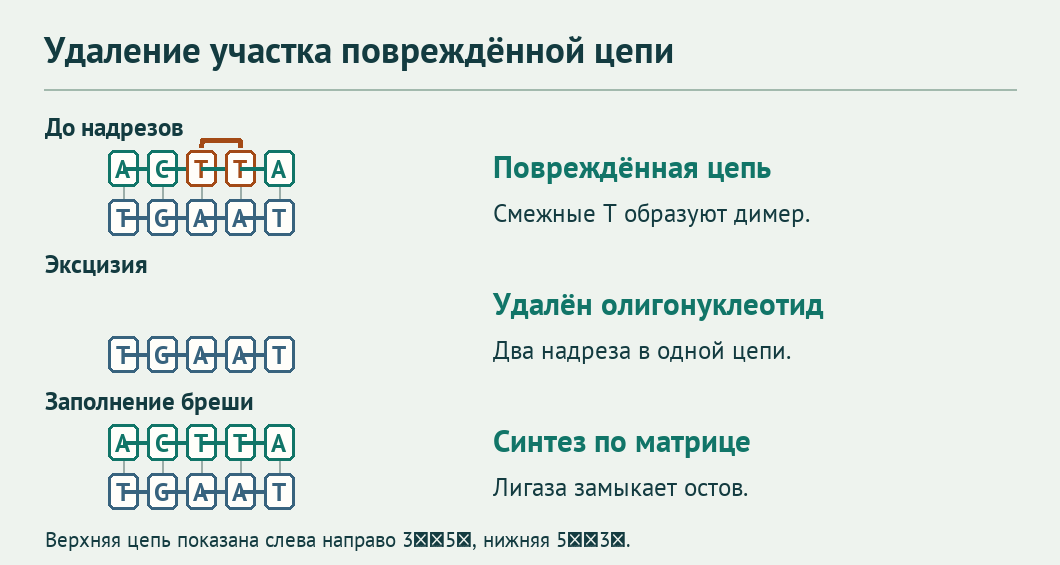 Удаление участка повреждённой цепи
До надрезов
A C T T A
T G A A T
Повреждённая цепь
Смежные Т образуют димер.
Эксцизия
T G A A T
Удалён олигонуклеотид
Два надреза в одной цепи.
Заполнение бреши
A C T T A
T G A A T
Синтез по матрице
Лигаза замыкает остов.
Верхняя цепь показана слева направо 3☒☒5☒, нижняя 5☒☒3☒.